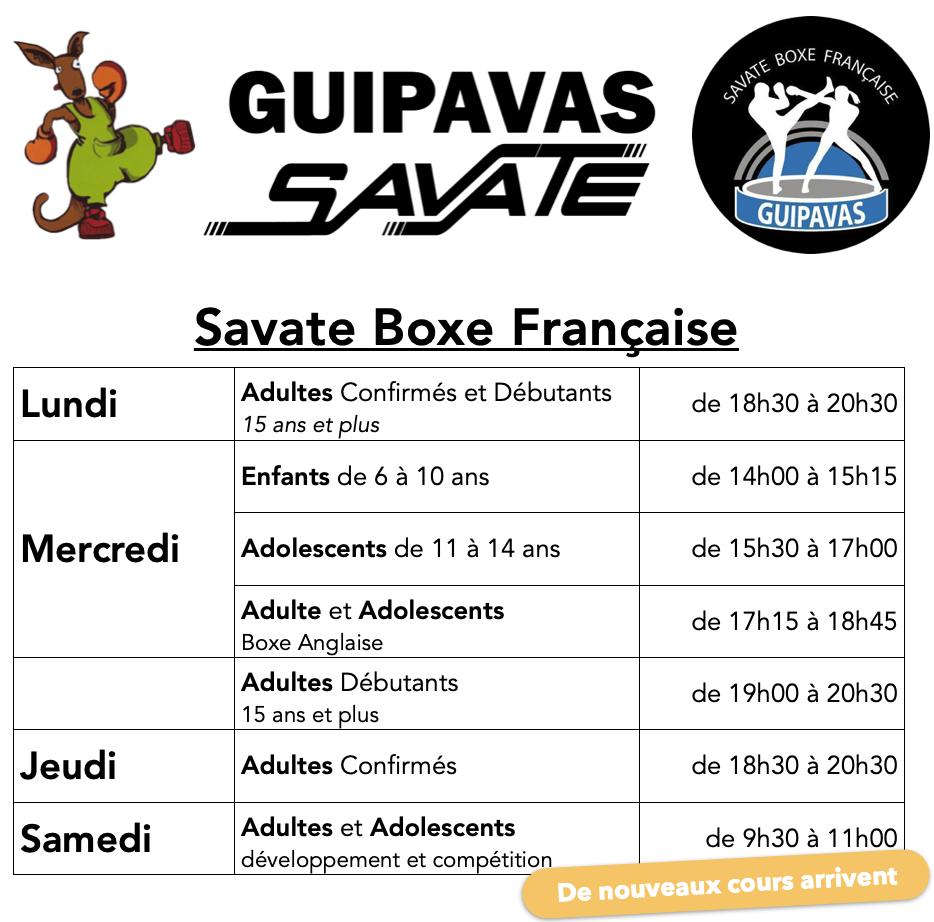 GUIPAVAS
SAVATE
SAVATE BOXE FRANÇAISE
GUIPAVAS
Savate Boxe Française
Lundi
Adultes Confirmés et Débutants
15 ans et plus
de 18h30 à 20h30
Mercredi
Enfants de 6 à 10 ans
de 14h00 à 15h15
Adolescents de 11 à 14 ans
de 15h30 à 17h00
Adulte et Adolescents
Boxe Anglaise
de 17h15 à 18h45
Adultes Débutants
15 ans et plus
de 19h00 à 20h30
Jeudi
Adultes Confirmés
de 18h30 à 20h30
Samedi
Adultes et Adolescents
développement et compétition
de 9h30 à 11h00
De nouveaux cours arrivent